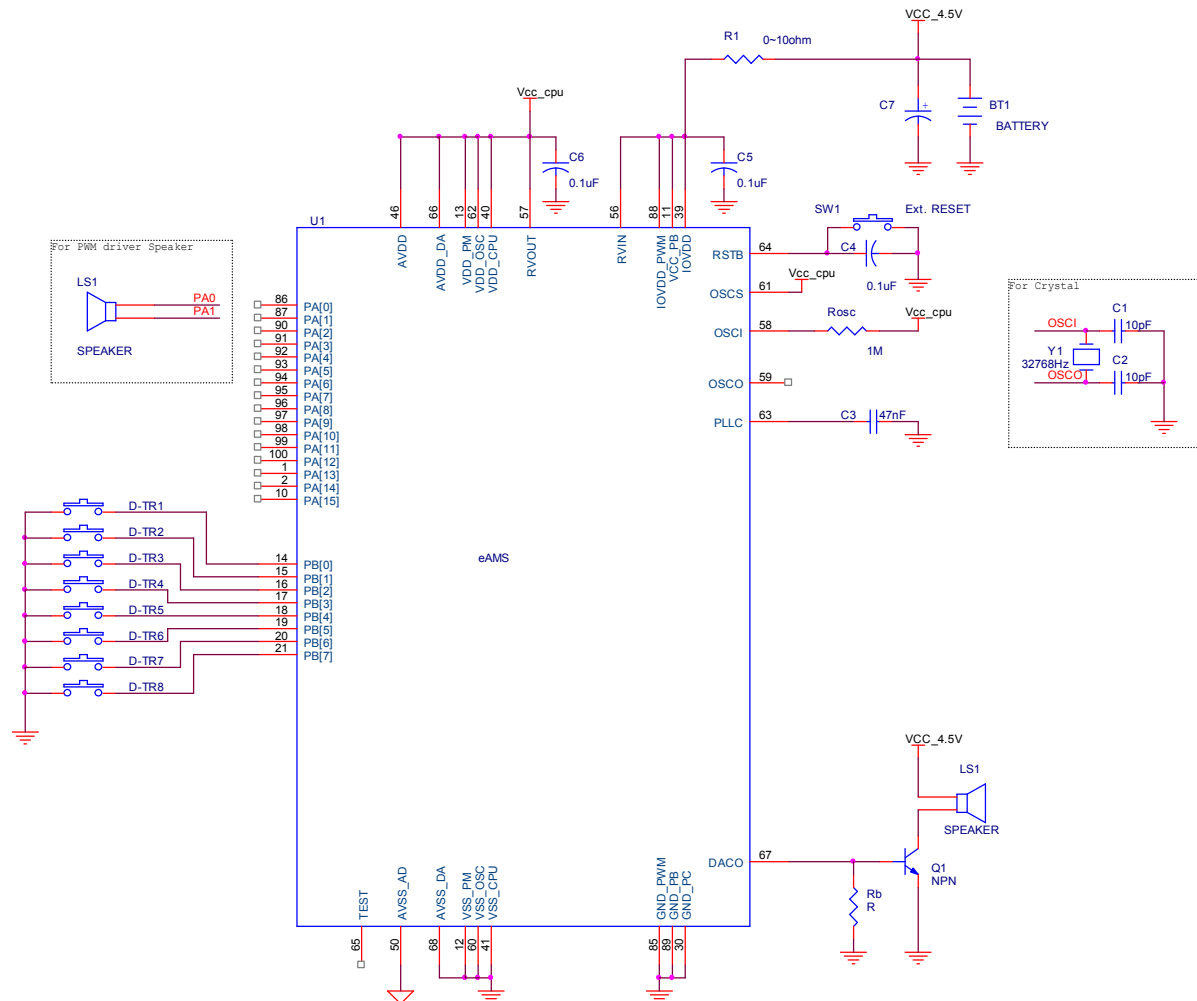 VCC_4.5V
R1
0~10ohm
C7
+
BT1
BATTERY
Vcc_cpu
C6
0.1uF
C5
0.1uF
46
66
13
62
40
57
56
88
11
39
U1
AVDD
AVDD_DA
VDD_PM
VDD_OSC
VDD_CPU
RVOUT
RVIN
IOVDD_PWM
VCC_PB
IOVDD
For PWM driver Speaker
LS1
PA0
PA1
SPEAKER
SW1
Ext. RESET
RSTB
64
C4
0.1uF
Vcc_cpu
OSCS
61
OSCI
58
Rosc
1M
Vcc_cpu
OSCO
59
PLLC
63
C3
47nF
For Crystal
C1
OSCI
10pF
Y1
32768Hz
C2
OSCO
10pF
86
PA[0]
87
PA[1]
90
PA[2]
91
PA[3]
92
PA[4]
93
PA[5]
94
PA[6]
95
PA[7]
96
PA[8]
97
PA[9]
98
PA[10]
99
PA[11]
100
PA[12]
1
PA[13]
2
PA[14]
10
PA[15]
D-TR1
D-TR2
D-TR3
D-TR4
D-TR5
D-TR6
D-TR7
D-TR8
14
PB[0]
15
PB[1]
16
PB[2]
17
PB[3]
18
PB[4]
19
PB[5]
20
PB[6]
21
PB[7]
eAMS
VCC_4.5V
LS1
SPEAKER
DACO
67
Q1
NPN
Rb
R
TEST
AVSS_AD
AVSS_DA
VSS_PM
VSS_OSC
VSS_CPU
GND_PWM
GND_PB
GND_PC
65
50
68
12
60
41
85
89
30